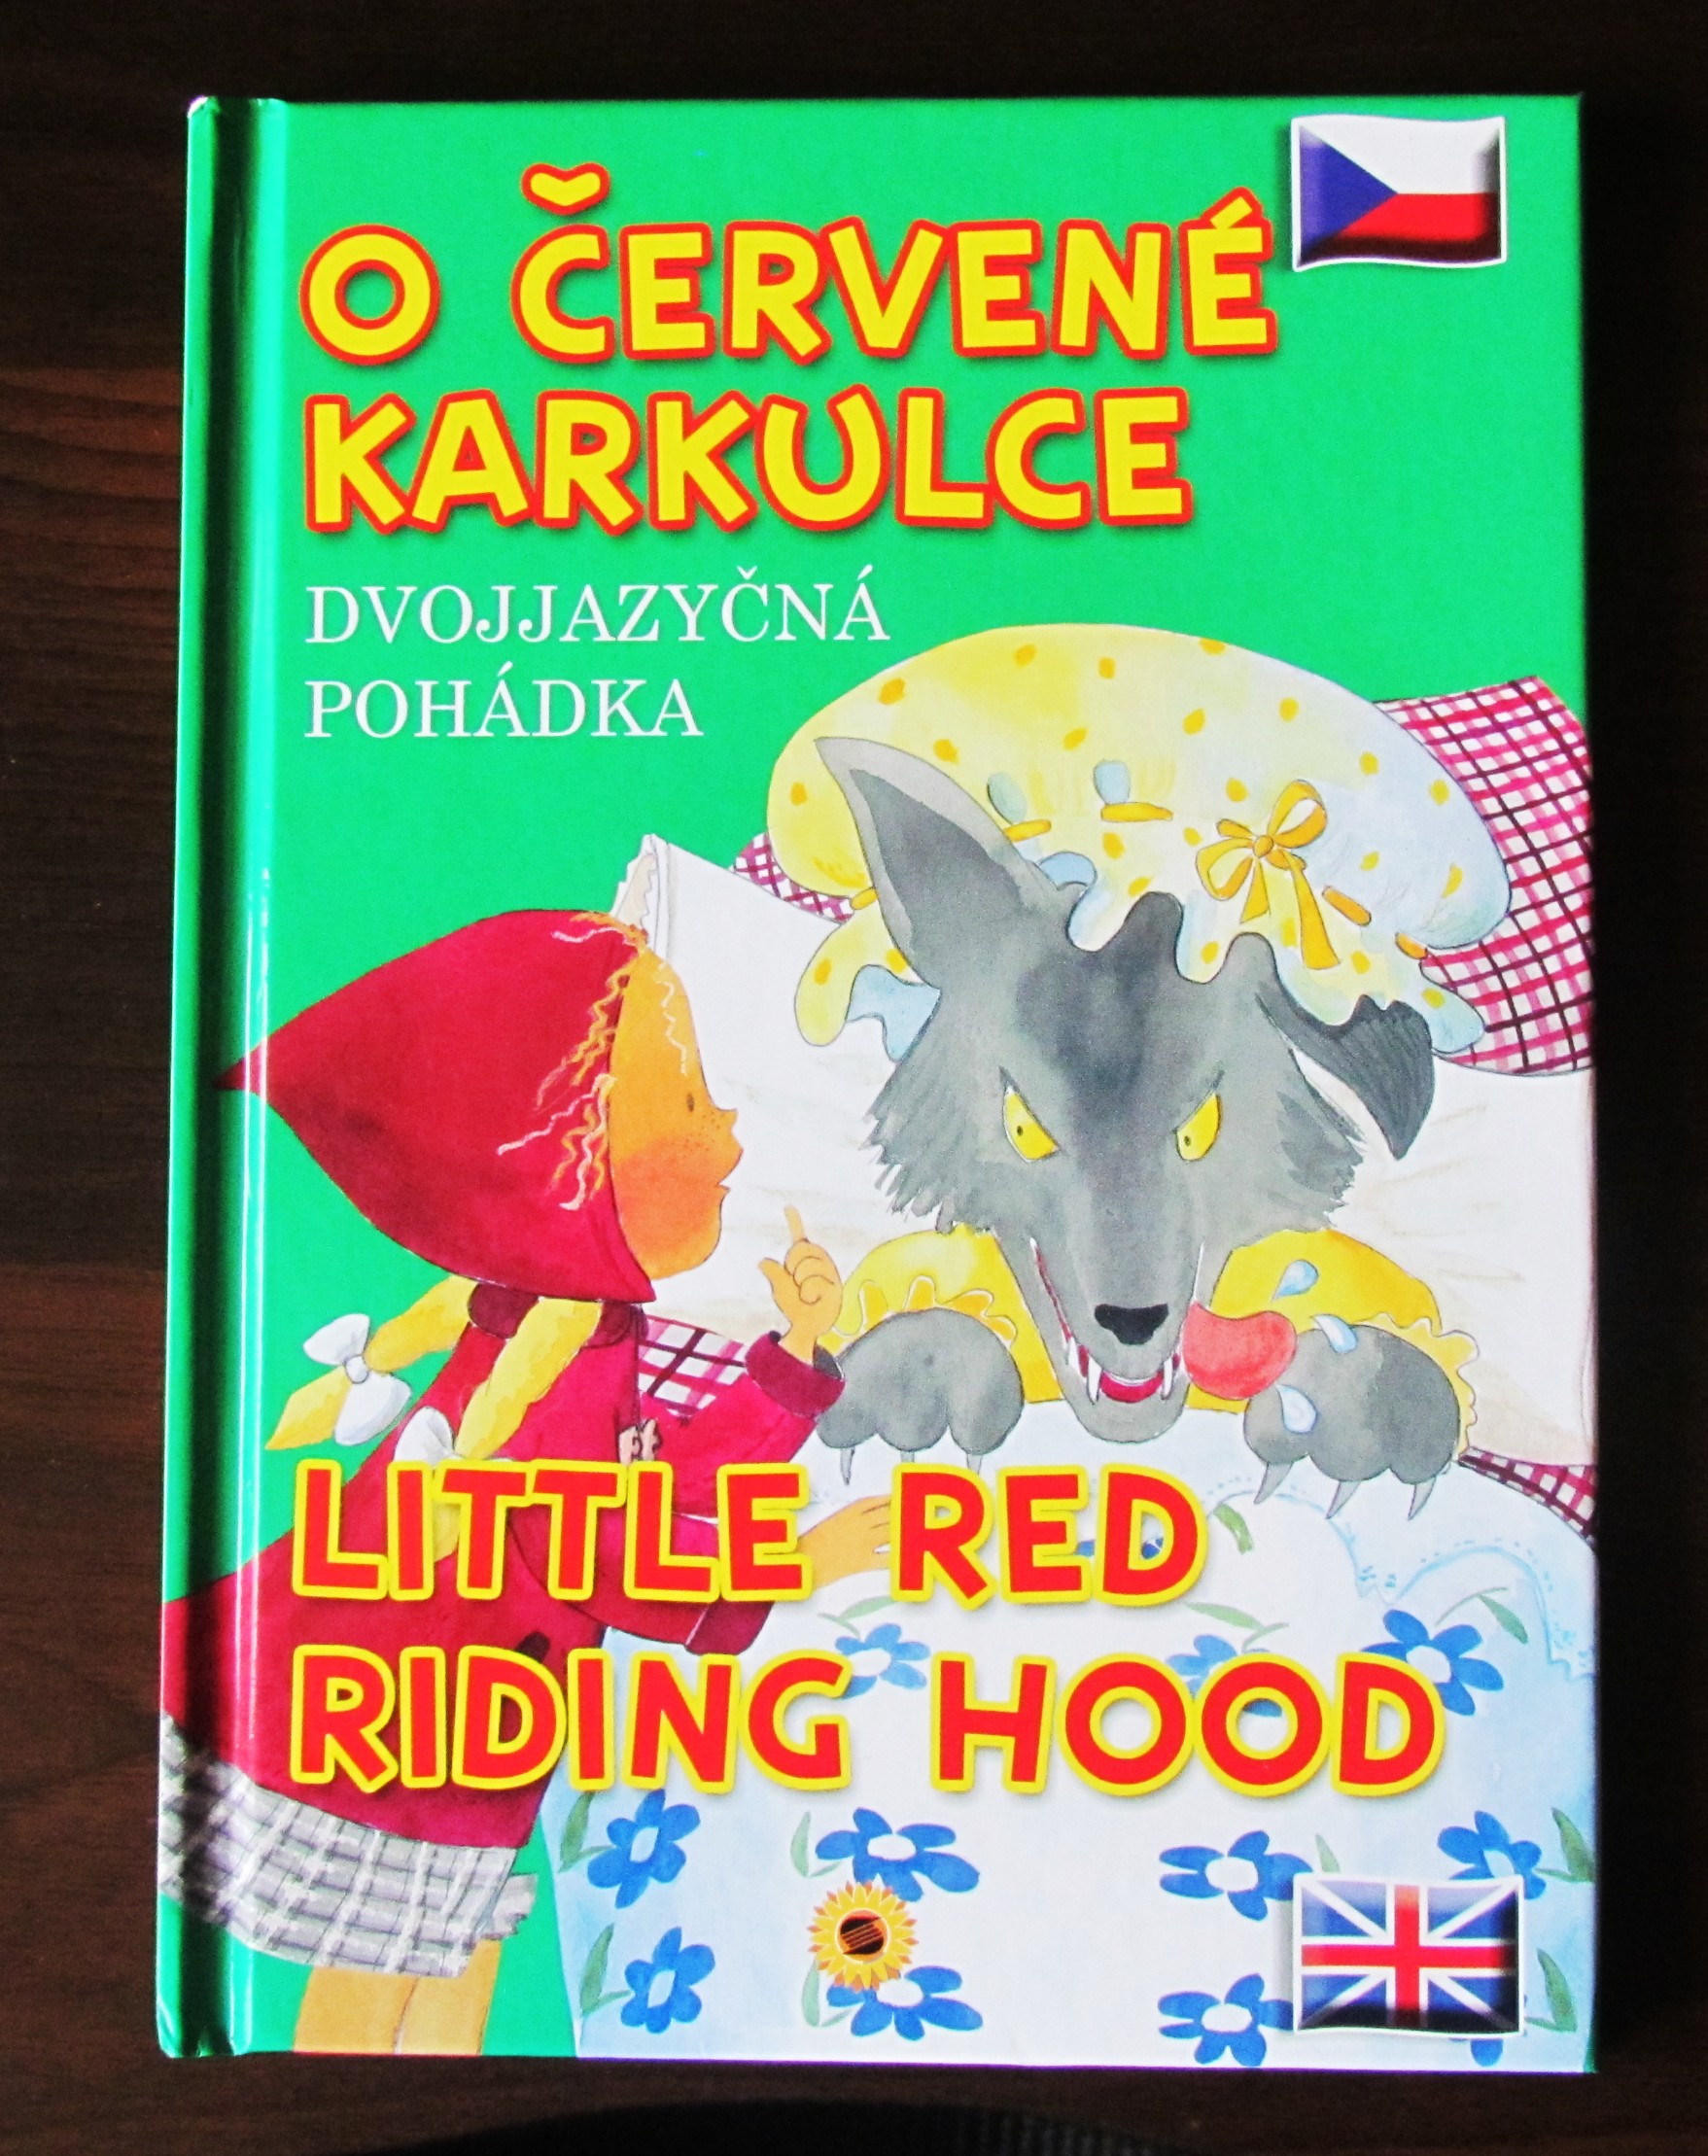 O ČERVENÉ
KARKULCE
DVOJJAZYČNÁ
POHÁDKA
LITTLE RED
RIDING HOOD